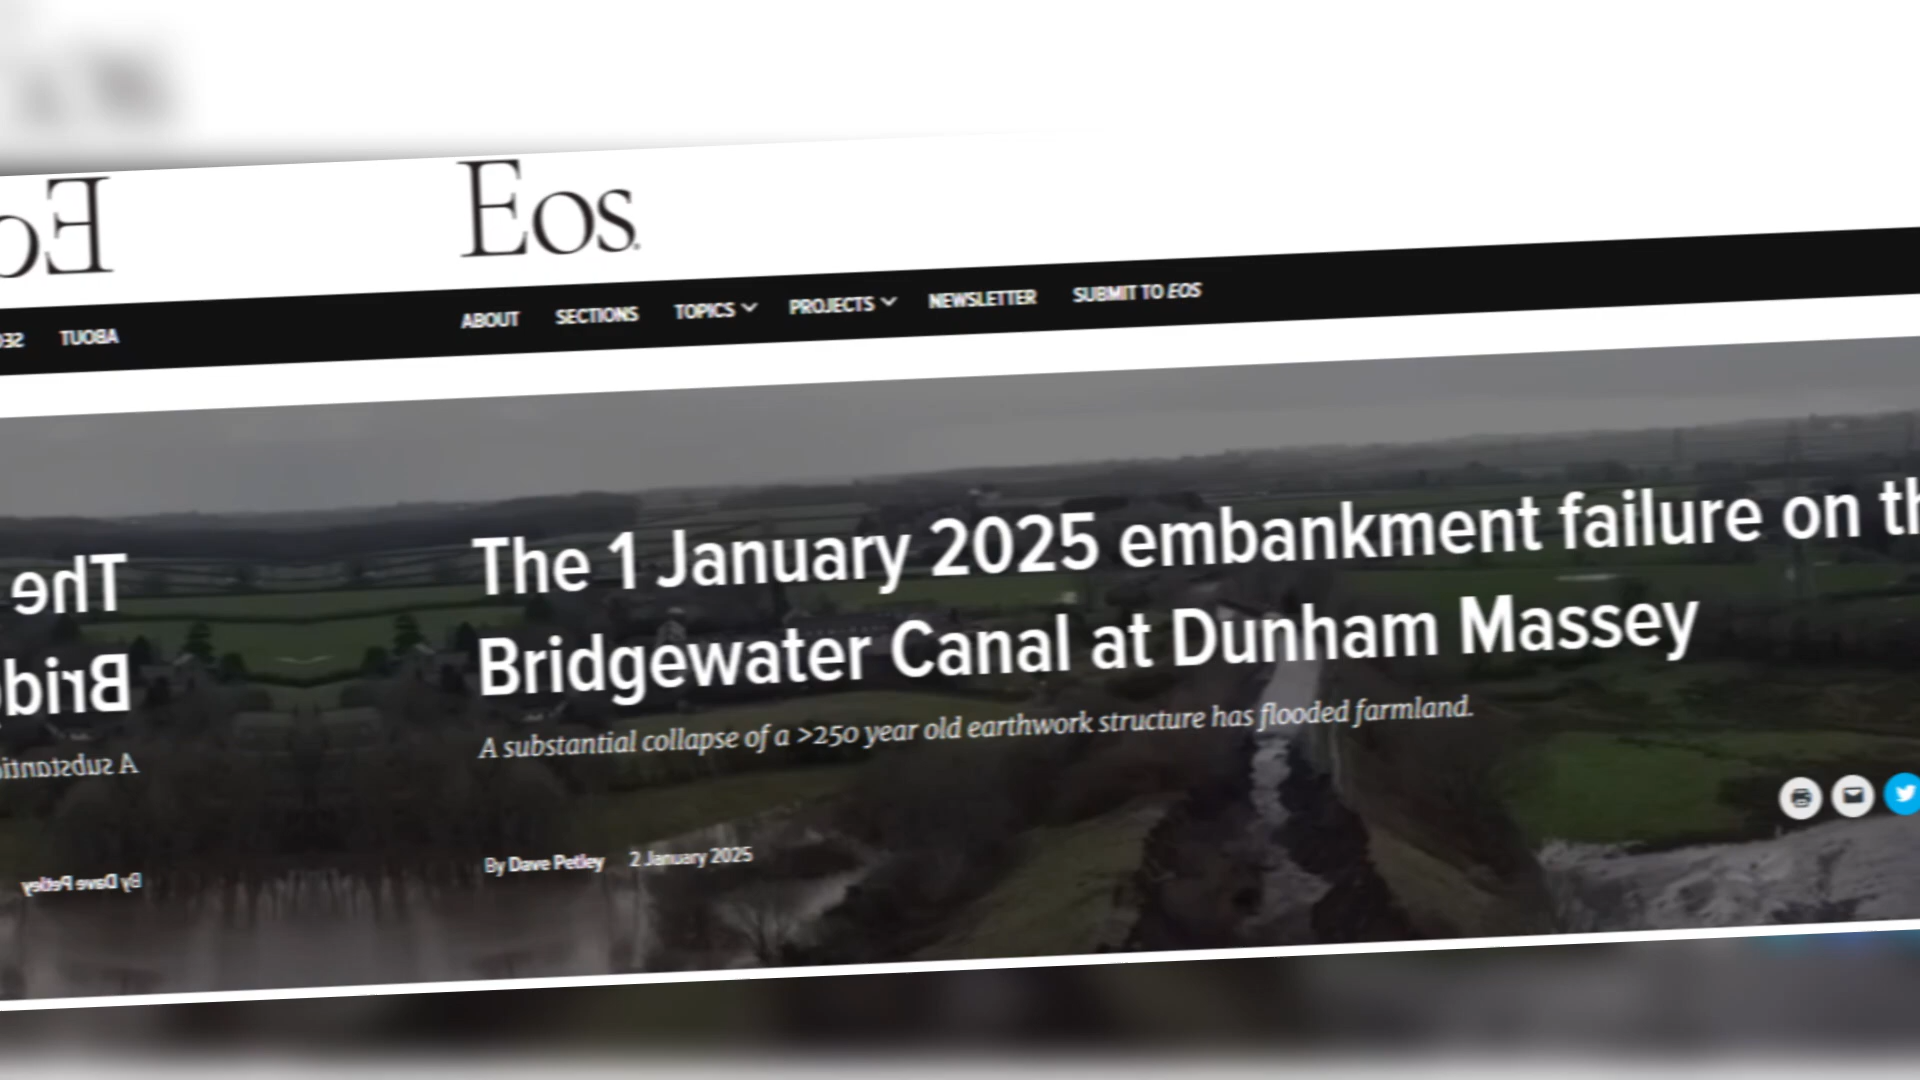 Eos
ABOUT SECTIONS TOPICS PROJECTS NEWSLETTER SUBMIT TO EOS
The 1 January 2025 embankment failure on th
Bridgewater Canal at Dunham Massey
A substantial collapse of a >250 year old earthwork structure has flooded farmland.
By Dave Petley 2 January 2025